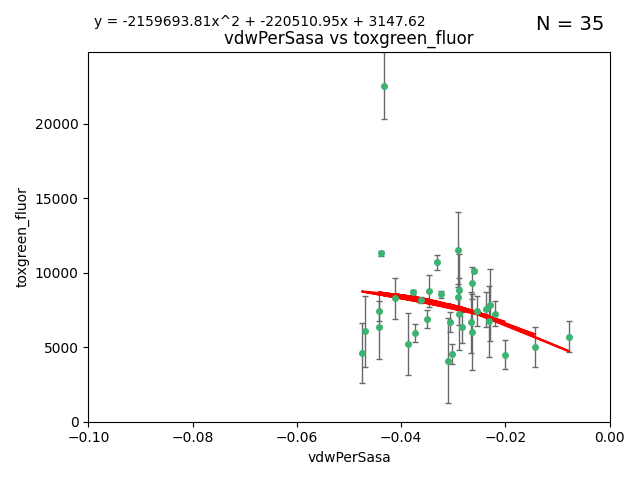 y = -2159693.81x^2 + -220510.95x + 3147.62
N = 35
vdwPerSasa vs toxgreen_fluor
toxgreen_fluor
20000
15000
10000
5000
0
−0.10 −0.08 −0.06 −0.04 −0.02 0.00
vdwPerSasa